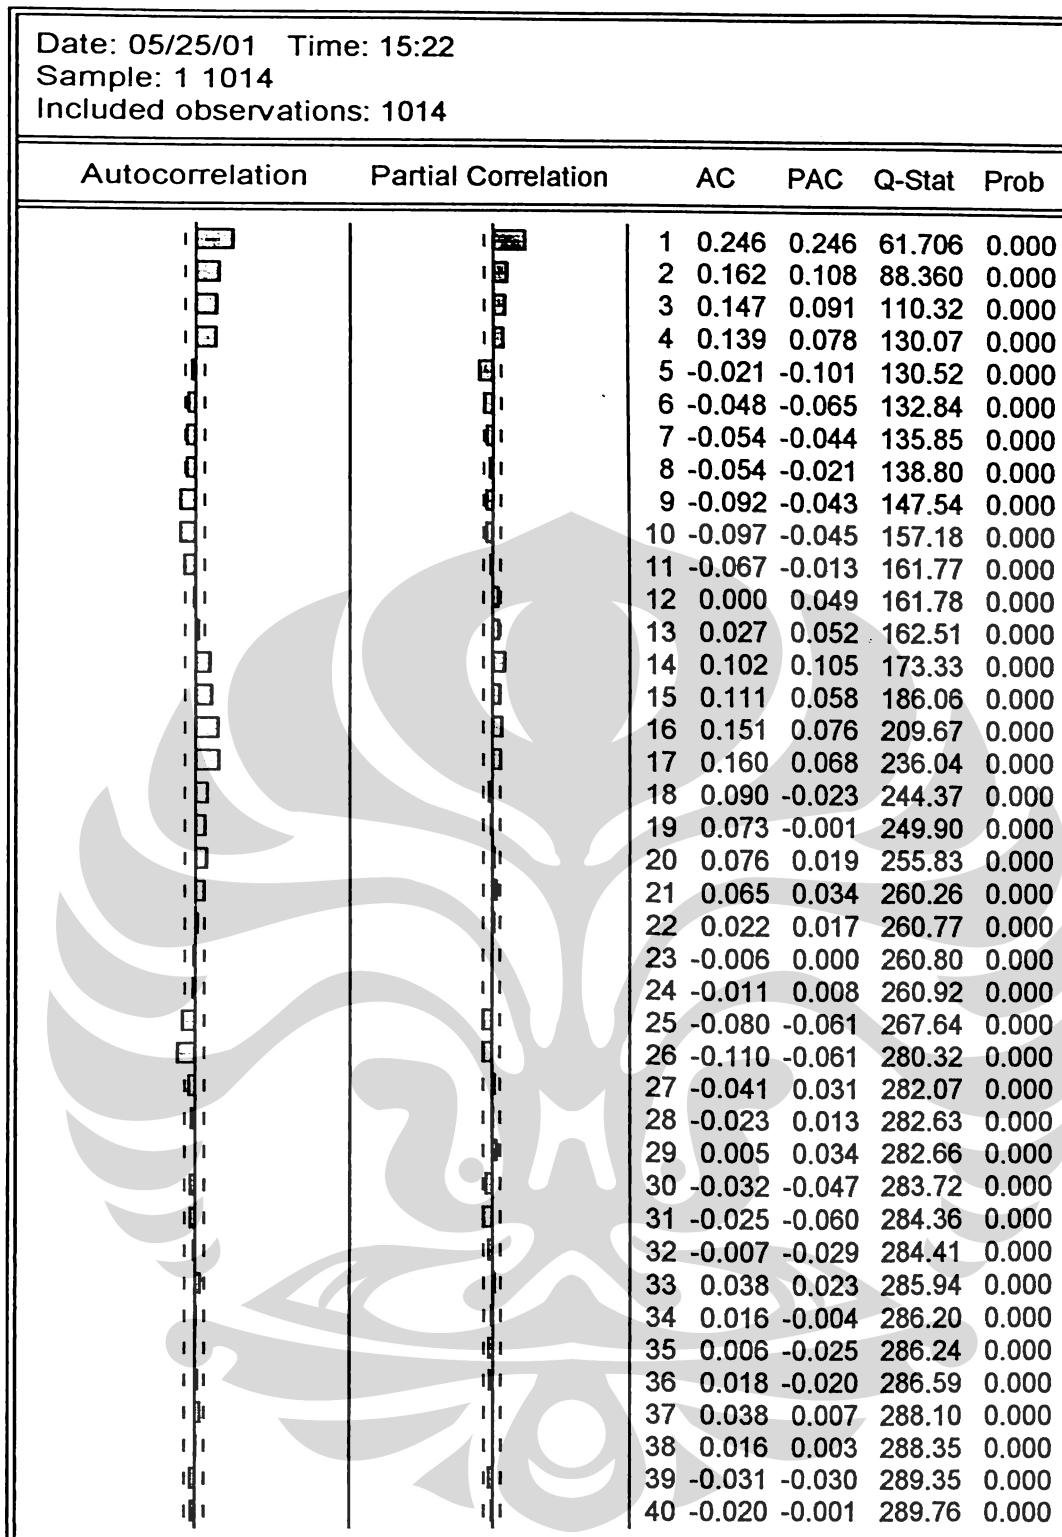 Date: 05/25/01 Time: 15:22
Sample: 1 1014
Included observations: 1014
Autocorrelation Partial Correlation AC PAC Q-Stat Prob
1 0.246 0.246 61.706 0.000
2 0.162 0.108 88.360 0.000
3 0.147 0.091 110.32 0.000
4 0.139 0.078 130.07 0.000
5 -0.021 -0.101 130.52 0.000
6 -0.048 -0.065 132.84 0.000
7 -0.054 -0.044 135.85 0.000
8 -0.054 -0.021 138.80 0.000
9 -0.092 -0.043 147.54 0.000
10 -0.097 -0.045 157.18 0.000
11 -0.067 -0.013 161.77 0.000
12 0.000 0.049 161.78 0.000
13 0.027 0.052 162.51 0.000
14 0.102 0.105 173.33 0.000
15 0.111 0.058 186.06 0.000
16 0.151 0.076 209.67 0.000
17 0.160 0.068 236.04 0.000
18 0.090 -0.023 244.37 0.000
19 0.073 -0.001 249.90 0.000
20 0.076 0.019 255.83 0.000
21 0.065 0.034 260.26 0.000
22 0.022 0.017 260.77 0.000
23 -0.006 0.000 260.80 0.000
24 -0.011 0.008 260.92 0.000
25 -0.080 -0.061 267.64 0.000
26 -0.110 -0.061 280.32 0.000
27 -0.041 0.031 282.07 0.000
28 -0.023 0.013 282.63 0.000
29 0.005 0.034 282.66 0.000
30 -0.032 -0.047 283.72 0.000
31 -0.025 -0.060 284.36 0.000
32 -0.007 -0.029 284.41 0.000
33 0.038 0.023 285.94 0.000
34 0.016 -0.004 286.20 0.000
35 0.006 -0.025 286.24 0.000
36 0.018 -0.020 286.59 0.000
37 0.038 0.007 288.10 0.000
38 0.016 0.003 288.35 0.000
39 -0.031 -0.030 289.35 0.000
40 -0.020 -0.001 289.76 0.000